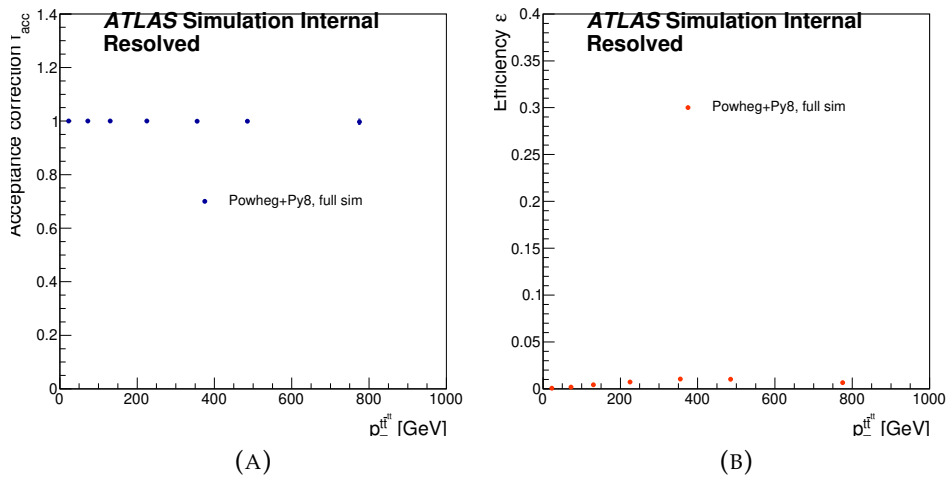 ATLAS Simulation Internal
Resolved
Acceptance correction f_acc
1.4
1.2
1
0.8
0.6
0.4
0.2
0
Powheg+Py8, full sim
0 200 400 600 800 1000
[GeV]
(A)
ATLAS Simulation Internal
Resolved
Efficiency ε
0.4
0.35
0.3
0.25
0.2
0.15
0.1
0.05
0
Powheg+Py8, full sim
0 200 400 600 800 1000
[GeV]
(B)